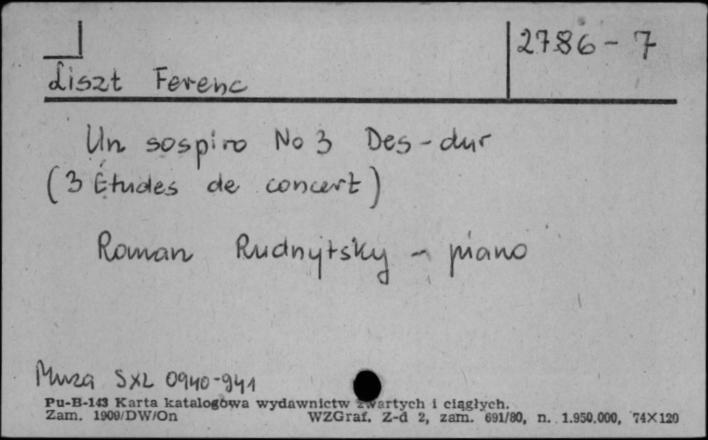 2786-7
Liszt Ferenc
Un sospiro No 3 Des-dur
(3 Études de concert)
Roman Rudnytsky - piano
Muza SXL 0940-941
Pu-B-143 Karta katalogowa wydawnictw zwartych i ciągłych.
Zam. 1909/DW/On WZGraf. Z-d 2, zam. 691/80, n. 1.950.000, 74×120